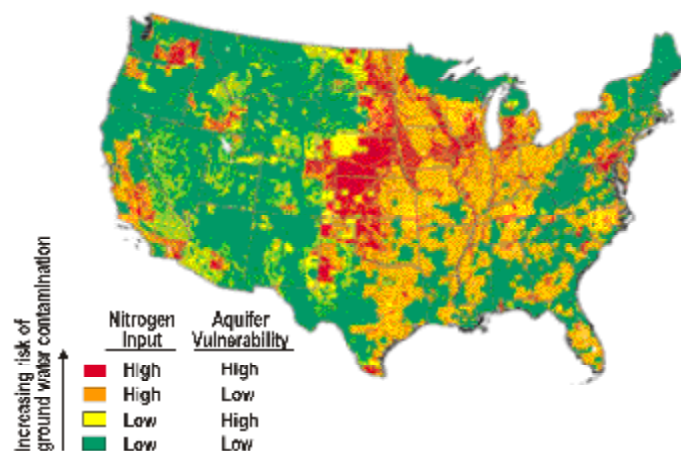 Increasing risk of
ground water contamination
Nitrogen Aquifer
Input Vulnerability
High High
High Low
Low High
Low Low